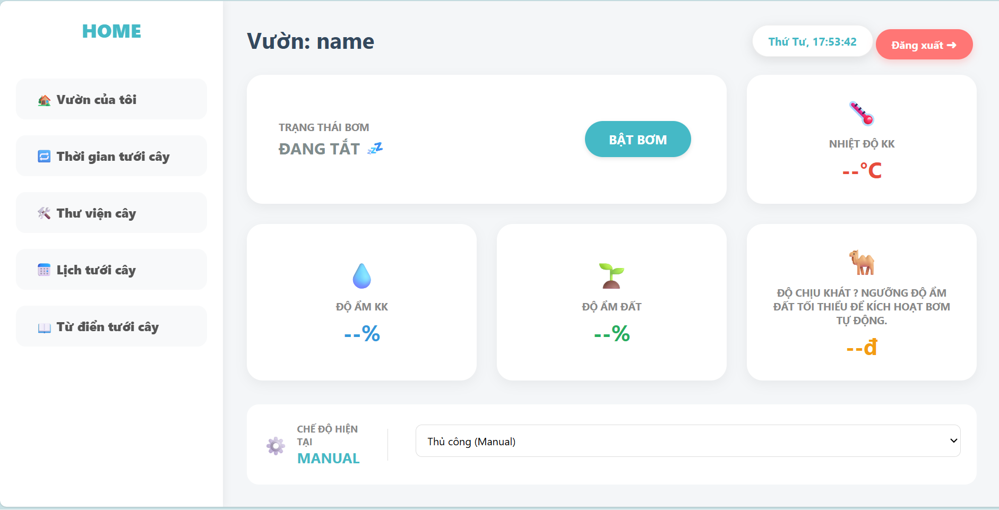 HOME
Vườn của tôi
Thời gian tưới cây
Thư viện cây
Lịch tưới cây
Từ điển tưới cây
Vườn: name
Thứ Tư, 17:53:42
Đăng xuất ➜
TRẠNG THÁI BƠM
ĐANG TẮT 💤
BẬT BƠM
NHIỆT ĐỘ KK
--°C
ĐỘ ẨM KK
--%
ĐỘ ẨM ĐẤT
--%
ĐỘ CHỊU KHÁT ? NGƯỠNG ĐỘ ẨM
ĐẤT TỐI THIỂU ĐỂ KÍCH HOẠT BƠM
TỰ ĐỘNG.
--đ
CHẾ ĐỘ HIỆN
TẠI
MANUAL
Thủ công (Manual)